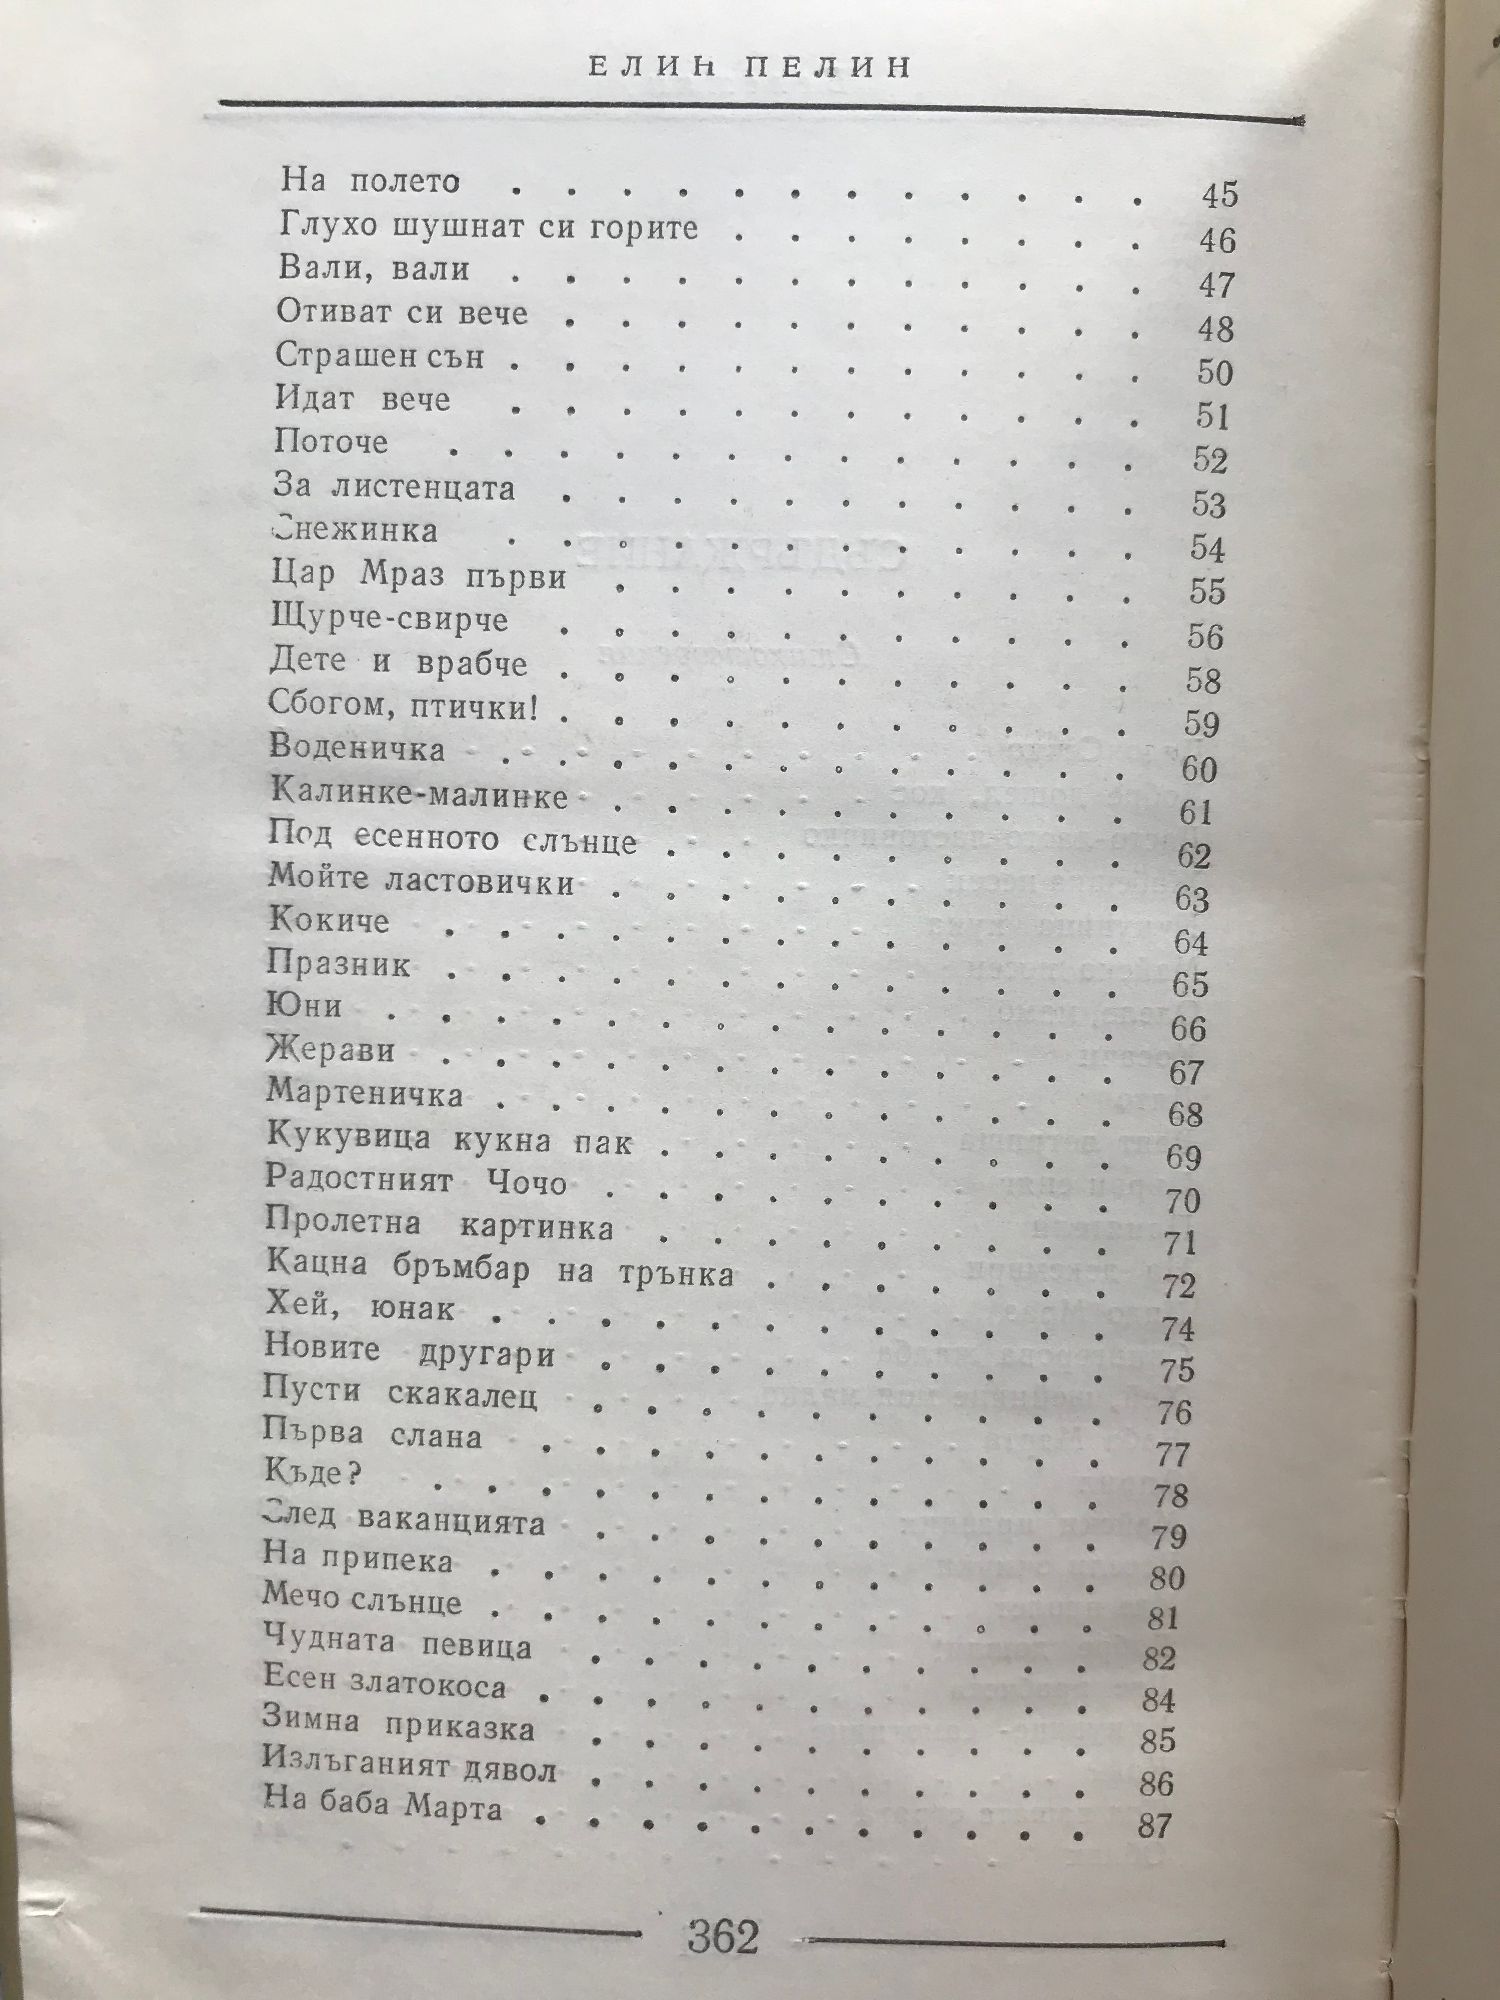 ЕЛИН ПЕЛИН
На полето . . . . . . . . . . . . 45
Глухо шушнат си горите . . . . . . . . 46
Вали, вали . . . . . . . . . . . . 47
Отиват си вече . . . . . . . . . . . 48
Страшен сън . . . . . . . . . . . . 50
Идат вече . . . . . . . . . . . . 51
Поточе . . . . . . . . . . . . . 52
За листенцата . . . . . . . . . . . 53
Снежинка . . . . . . . . . . . . 54
Цар Мраз първи . . . . . . . . . . 55
Щурче-свирче . . . . . . . . . . . 56
Дете и врабче . . . . . . . . . . . 58
Сбогом, птички! . . . . . . . . . . . 59
Воденичка . . . . . . . . . . . . 60
Калинке-малинке . . . . . . . . . . 61
Под есенното слънце . . . . . . . . . 62
Мойте ластовички . . . . . . . . . . 63
Кокиче . . . . . . . . . . . . . 64
Празник . . . . . . . . . . . . . 65
Юни . . . . . . . . . . . . . . 66
Жерави . . . . . . . . . . . . . 67
Мартеничка . . . . . . . . . . . . 68
Кукувица кукна пак . . . . . . . . . 69
Радостният Чочо . . . . . . . . . . 70
Пролетна картинка . . . . . . . . . 71
Кацна бръмбар на трънка . . . . . . . 72
Хей, юнак . . . . . . . . . . . . 74
Новите другари . . . . . . . . . . 75
Пусти скакалец . . . . . . . . . . 76
Първа слана . . . . . . . . . . . 77
Къде? . . . . . . . . . . . . . 78
След ваканцията . . . . . . . . . . 79
На припека . . . . . . . . . . . . 80
Мечо слънце . . . . . . . . . . . . 81
Чудната певица . . . . . . . . . . 82
Есен златокоса . . . . . . . . . . . 84
Зимна приказка . . . . . . . . . . 85
Излъганият дявол . . . . . . . . . . 86
На баба Марта . . . . . . . . . . . 87
362